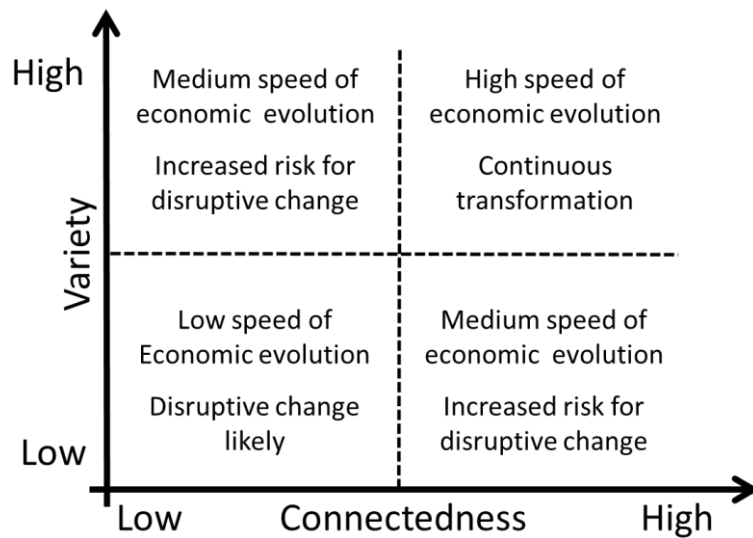 High
Medium speed of
economic evolution
Increased risk for
disruptive change
High speed of
economic evolution
Continuous
transformation
Variety
Low speed of
Economic evolution
Disruptive change
likely
Medium speed of
economic evolution
Increased risk for
disruptive change
Low
Low
Connectedness
High